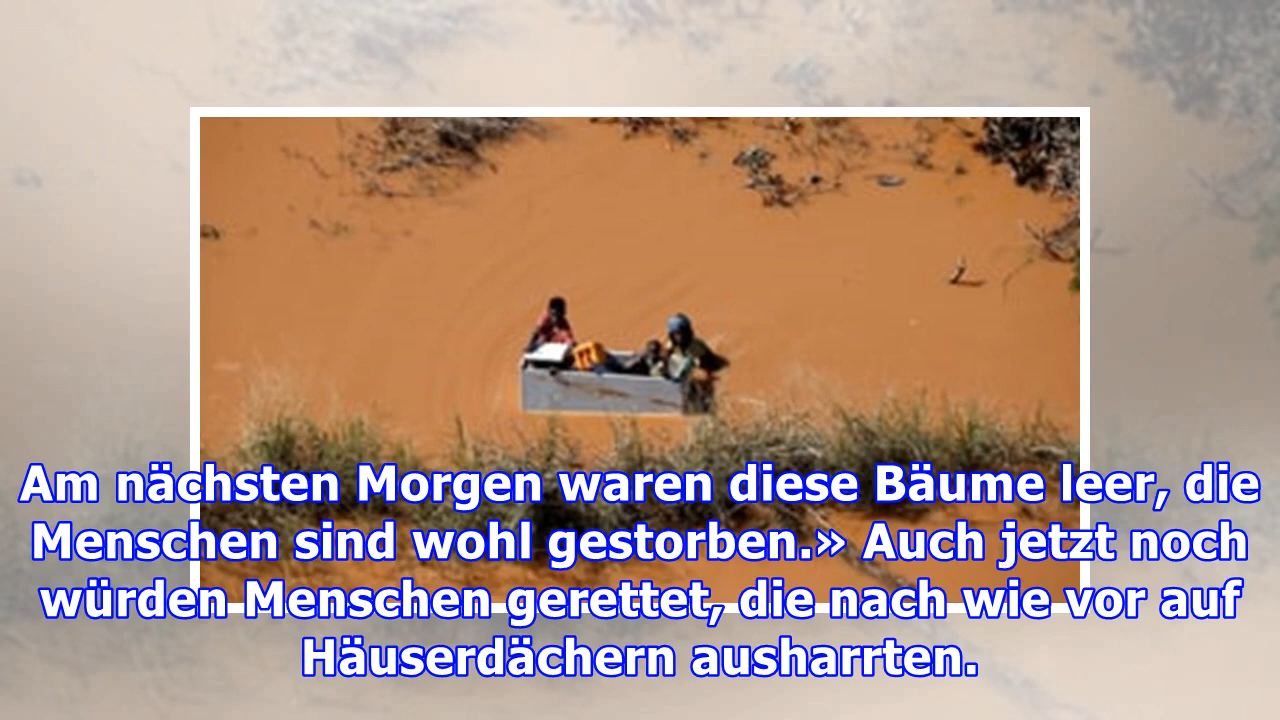 Am nächsten Morgen waren diese Bäume leer, die
Menschen sind wohl gestorben.» Auch jetzt noch
würden Menschen gerettet, die nach wie vor auf
Häuserdächern ausharrten.